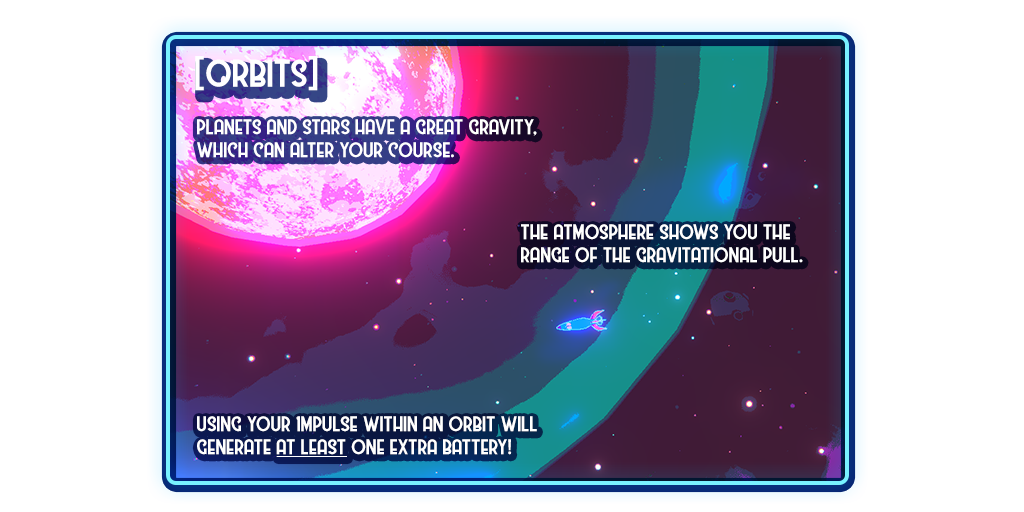 [ORBITS]
PLANETS AND STARS HAVE A GREAT GRAVITY,
WHICH CAN ALTER YOUR COURSE.
THE ATMOSPHERE SHOWS YOU THE
RANGE OF THE GRAVITATIONAL PULL.
USING YOUR 1MPULSE WITHIN AN ORBIT WILL
GENERATE AT LEAST ONE EXTRA BATTERY!